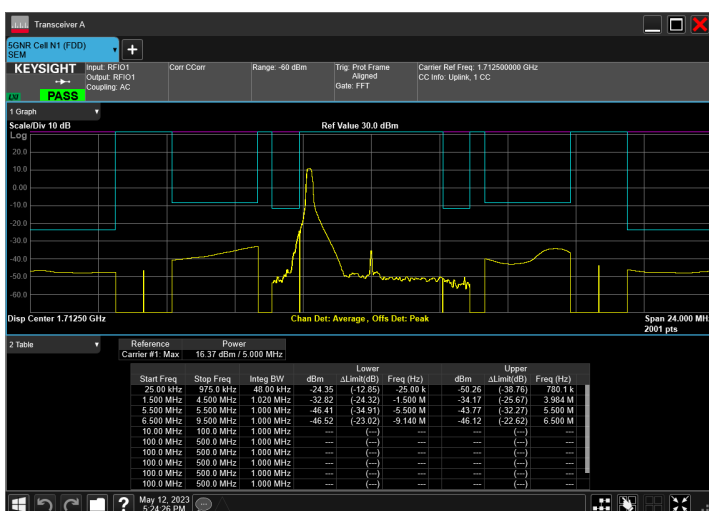 Transceiver A
5GNR Cell N1 (FDD)
SEM
KEYSIGHT
LXI
PASS
Input: RFIO1
Output: RFIO1
Coupling: AC
Corr CCorr
Range: -60 dBm
Trig: Prot Frame
Aligned
Gate: FFT
Carrier Ref Freq: 1.712500000 GHz
CC Info: Uplink, 1 CC
1 Graph
Scale/Div 10 dB
Ref Value 30.0 dBm
Log
20.0
10.0
0.00
-10.0
-20.0
-30.0
-40.0
-50.0
-60.0
Disp Center 1.71250 GHz
Chan Det: Average, Offs Det: Peak
Span 24.000 MH
2001 pts
2 Table
Reference Power
Carrier #1: Max 16.37 dBm / 5.000 MHz
Lower Upper
Start Freq Stop Freq Integ BW dBm ΔLimit(dB) Freq (Hz) dBm ΔLimit(dB) Freq (Hz)
25.00 kHz 975.0 kHz 48.00 kHz -24.35 (-12.85) -25.00 k -50.26 (-38.76) 780.1 k
1.500 MHz 4.500 MHz 1.020 MHz -32.82 (-24.32) -1.500 M -34.17 (-25.67) 3.984 M
5.500 MHz 5.500 MHz 1.000 MHz -46.41 (-34.91) -5.500 M -43.77 (-32.27) 5.500 M
6.500 MHz 9.500 MHz 1.000 MHz -46.52 (-23.02) -9.140 M -46.12 (-22.62) 6.500 M
10.00 MHz 100.0 MHz 1.000 MHz --- (---) --- --- (---) ---
100.0 MHz 500.0 MHz 1.000 MHz --- (---) --- --- (---) ---
100.0 MHz 500.0 MHz 1.000 MHz --- (---) --- --- (---) ---
100.0 MHz 500.0 MHz 1.000 MHz --- (---) --- --- (---) ---
100.0 MHz 500.0 MHz 1.000 MHz --- (---) --- --- (---) ---
100.0 MHz 500.0 MHz 1.000 MHz --- (---) --- --- (---) ---
May 12, 2023
5:24:26 PM